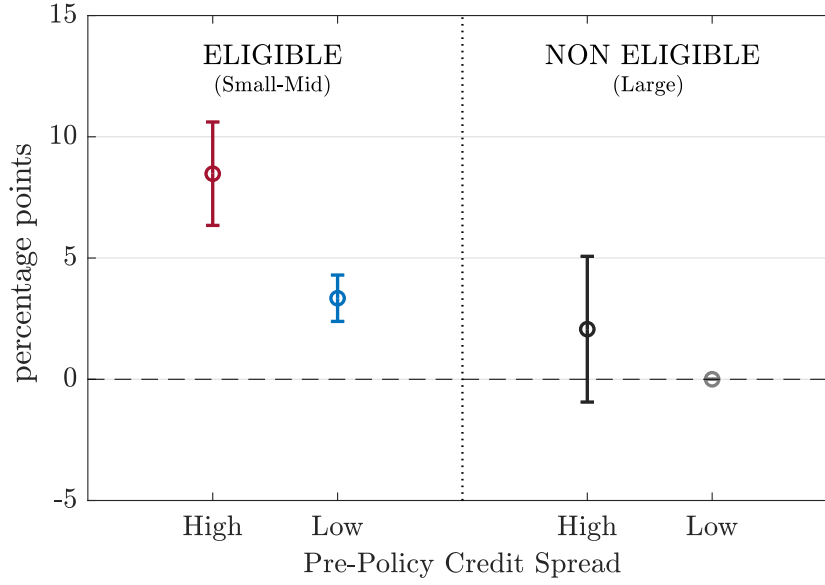 15
ELIGIBLE
(Small-Mid)
NON ELIGIBLE
(Large)
10
5
0
-5
percentage points
High
Low
High
Low
Pre-Policy Credit Spread